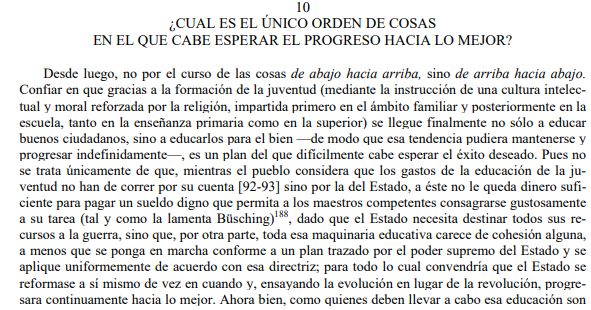 10
¿CUAL ES EL ÚNICO ORDEN DE COSAS
EN EL QUE CABE ESPERAR EL PROGRESO HACIA LO MEJOR?
Desde luego, no por el curso de las cosas de abajo hacia arriba, sino de arriba hacia abajo.
Confiar en que gracias a la formación de la juventud (mediante la instrucción de una cultura intelec-
tual y moral reforzada por la religión, impartida primero en el ámbito familiar y posteriormente en la
escuela, tanto en la enseñanza primaria como en la superior) se llegue finalmente no sólo a educar
buenos ciudadanos, sino a educarlos para el bien —de modo que esa tendencia pudiera mantenerse y
progresar indefinidamente—, es un plan del que difícilmente cabe esperar el éxito deseado. Pues no
se trata únicamente de que, mientras el pueblo considera que los gastos de la educación de la ju-
ventud no han de correr por su cuenta [92-93] sino por la del Estado, a éste no le queda dinero sufi-
ciente para pagar un sueldo digno que permita a los maestros competentes consagrarse gustosamente
a su tarea (tal y como la lamenta Büsching)188, dado que el Estado necesita destinar todos sus re-
cursos a la guerra, sino que, por otra parte, toda esa maquinaria educativa carece de cohesión alguna,
a menos que se ponga en marcha conforme a un plan trazado por el poder supremo del Estado y se
aplique uniformemente de acuerdo con esa directriz; para todo lo cual convendría que el Estado se
reformase a sí mismo de vez en cuando y, ensayando la evolución en lugar de la revolución, progre-
sara continuamente hacia lo mejor. Ahora bien, como quienes deben llevar a cabo esa educación son